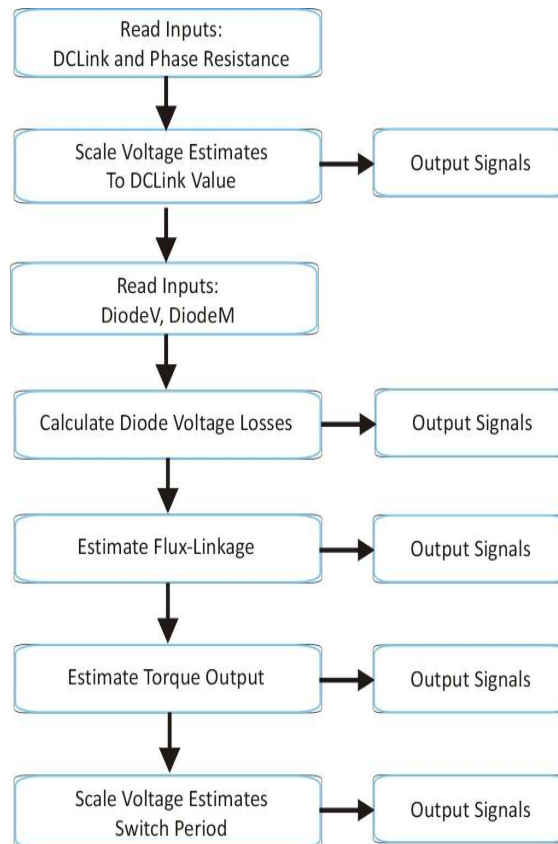 Read Inputs:
DCLink and Phase Resistance
Scale Voltage Estimates
To DCLink Value
Output Signals
Read Inputs:
DiodeV, DiodeM
Calculate Diode Voltage Losses
Output Signals
Estimate Flux-Linkage
Output Signals
Estimate Torque Output
Output Signals
Scale Voltage Estimates
Switch Period
Output Signals